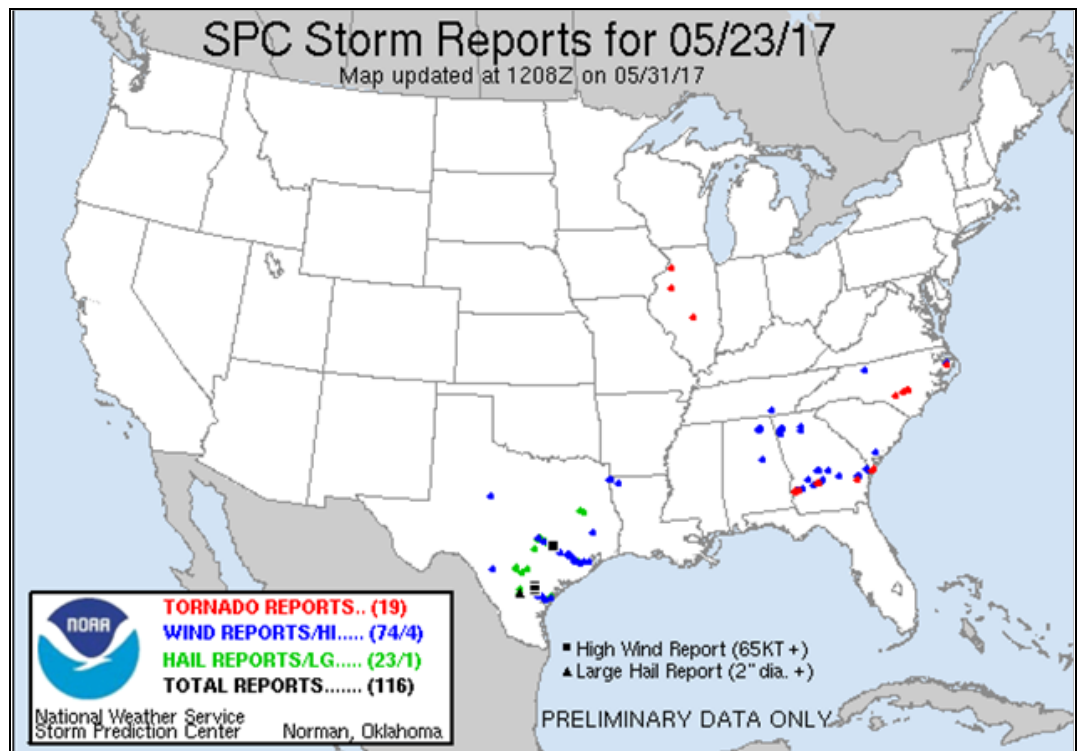 SPC Storm Reports for 05/23/17
Map updated at 1208Z on 05/31/17
NOAA
TORNADO REPORTS.. (19)
WIND REPORTS/HI..... (74/4)
HAIL REPORTS/LG..... (23/1)
TOTAL REPORTS....... (116)
National Weather Service
Storm Prediction Center Norman, Oklahoma
High Wind Report (65KT +)
Large Hail Report (2" dia. +)
PRELIMINARY DATA ONLY